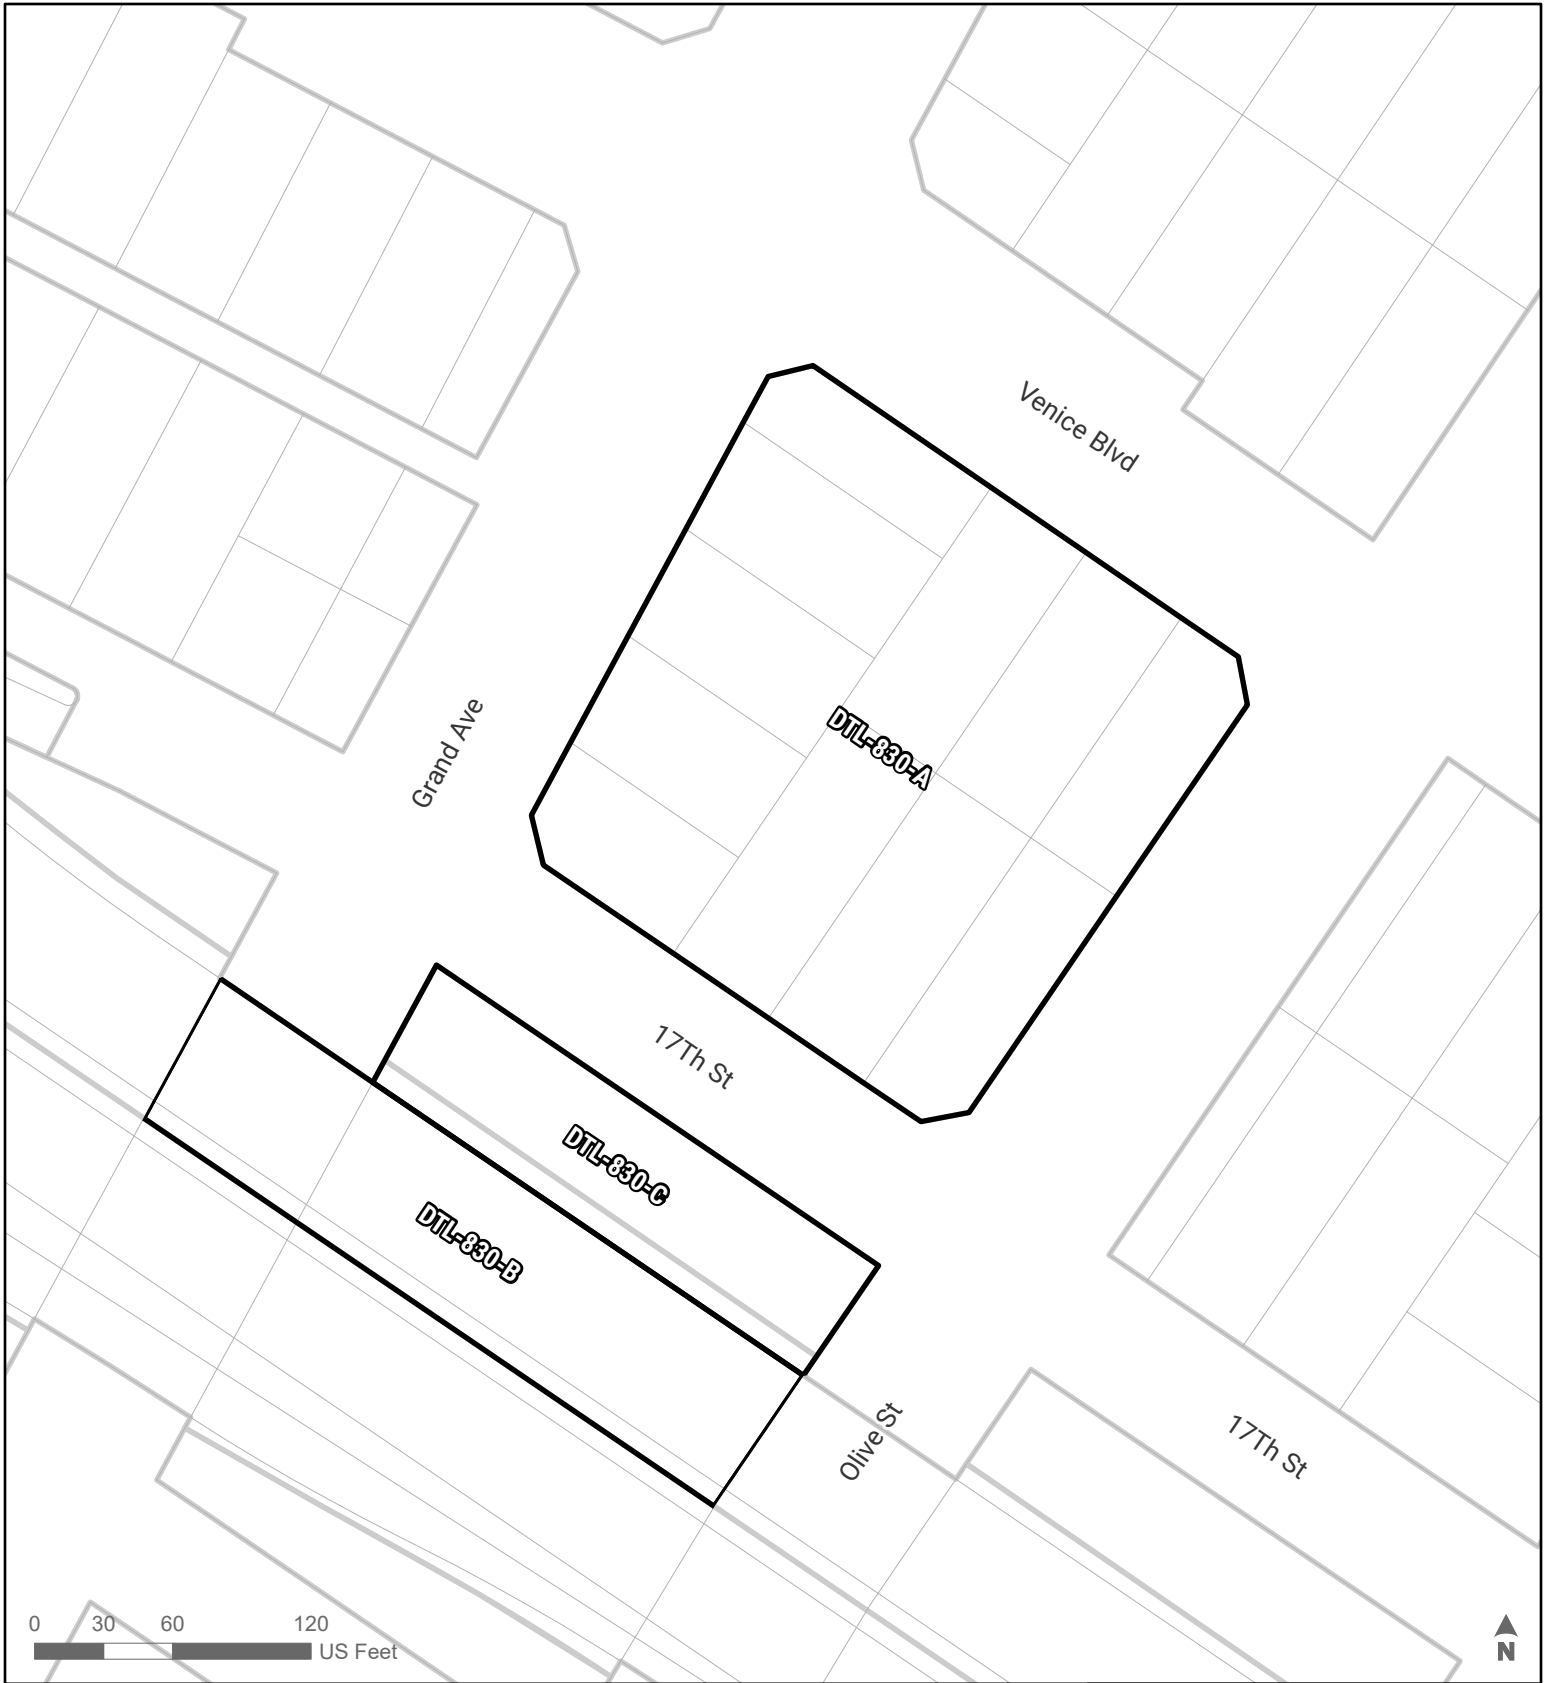 Venice Blvd
Grand Ave
DTL-830-A
17Th St
DTL-830-C
DTL-830-B
Olive St
17Th St
0 30 60 120
US Feet
N